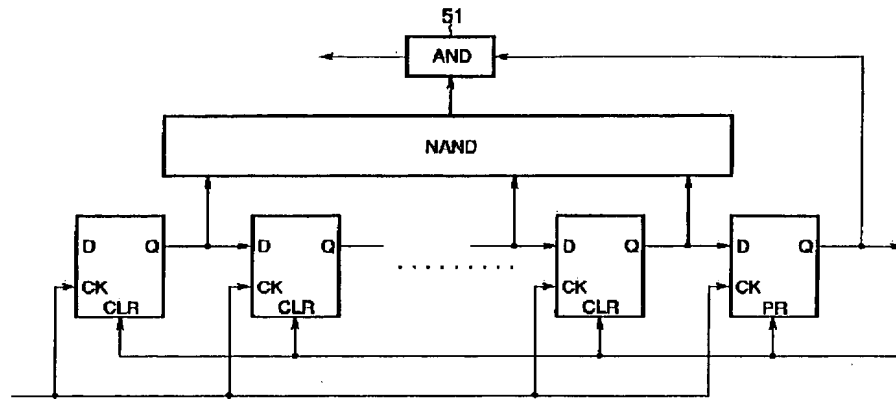 51
AND
NAND
D Q D Q D Q D Q
CK CK CK CK
CLR CLR CLR PR